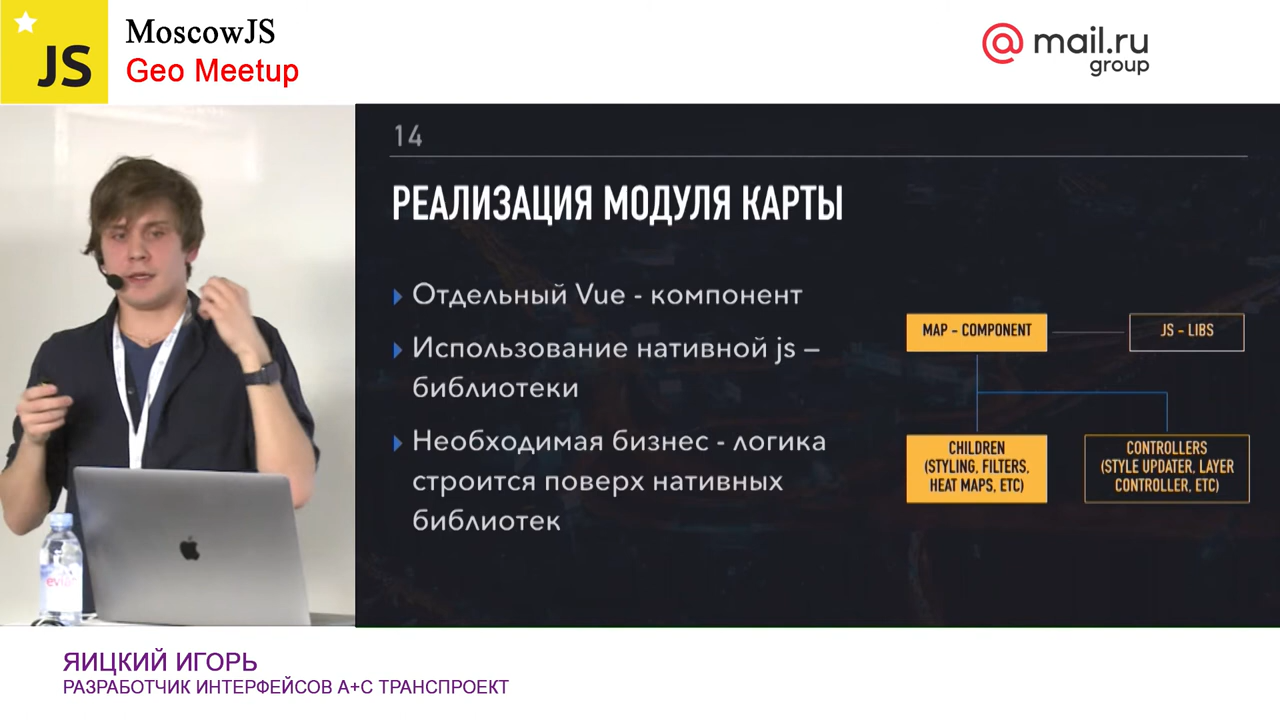 JS
MoscowJS
Geo Meetup
@mail.ru
group
14
РЕАЛИЗАЦИЯ МОДУЛЯ КАРТЫ
Отдельный Vue - компонент
Использование нативной js –
библиотеки
Необходимая бизнес - логика
строится поверх нативных
библиотек
MAP - COMPONENT
JS - LIBS
CHILDREN
(STYLING, FILTERS,
HEAT MAPS, ETC)
CONTROLLERS
(STYLE UPDATER, LAYER
CONTROLLER, ETC)
evian
ЯИЦКИЙ ИГОРЬ
РАЗРАБОТЧИК ИНТЕРФЕЙСОВ А+С ТРАНСПРОЕКТ